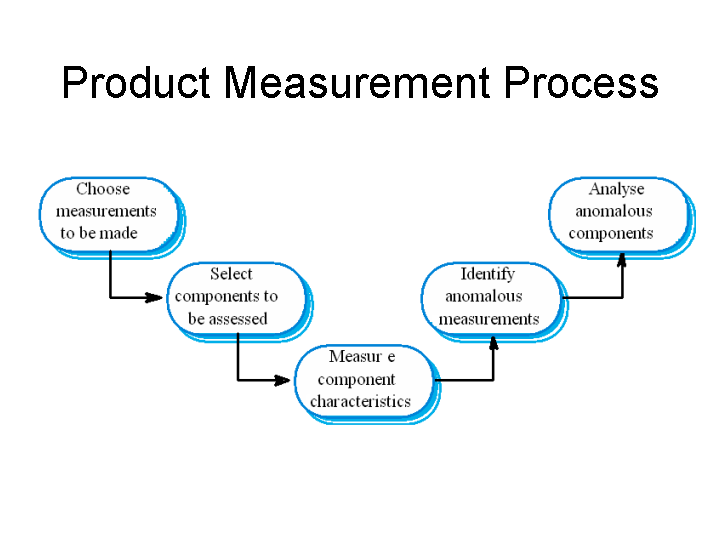 Product Measurement Process
Choose
measurements
to be made
Select
components to
be assessed
Measur e
component
characteristics
Identify
anomalous
measurements
Analyse
anomalous
components